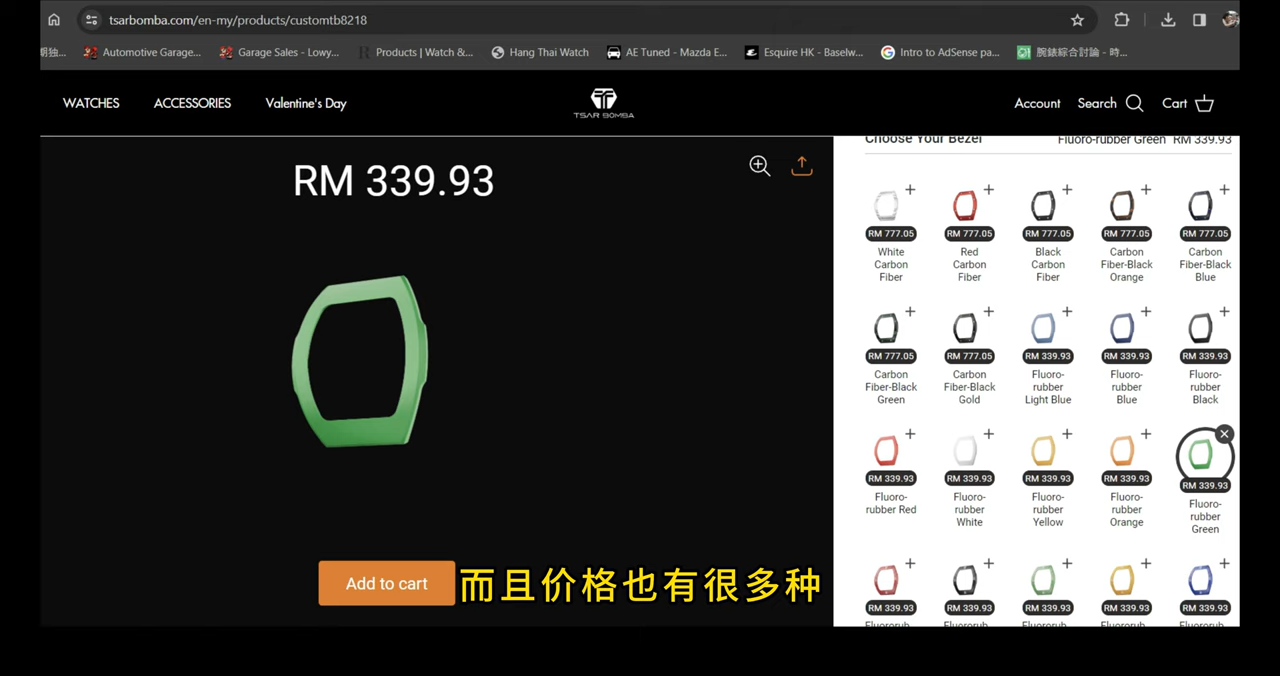 tsarbomba.com/en-my/products/customtb8218
Automotive Garage...
Garage Sales - Lowy...
Products | Watch &...
Hang Thai Watch
AE Tuned - Mazda E...
Esquire HK - Baselw...
Intro to AdSense pa...
腕錶綜合討論 - 時...
WATCHES
ACCESSORIES
Valentine's Day
TSAR BOMBA
Account
Search
Cart
RM 339.93
Choose Your Bezel
Fluoro-rubber Green RM 339.93
RM 777.05
RM 777.05
RM 777.05
RM 777.05
RM 777.05
White
Carbon
Fiber
Red
Carbon
Fiber
Black
Carbon
Fiber
Carbon
Fiber-Black
Orange
Carbon
Fiber-Black
Blue
RM 777.05
RM 777.05
RM 339.93
RM 339.93
RM 339.93
Carbon
Fiber-Black
Green
Carbon
Fiber-Black
Gold
Fluoro-
rubber
Light Blue
Fluoro-
rubber
Blue
Fluoro-
rubber
Black
RM 339.93
RM 339.93
RM 339.93
RM 339.93
RM 339.93
Fluoro-
rubber Red
Fluoro-
rubber
White
Fluoro-
rubber
Yellow
Fluoro-
rubber
Orange
Fluoro-
rubber
Green
RM 339.93
RM 339.93
RM 339.93
RM 339.93
RM 339.93
Fluororub
Fluororub
Fluororub
Fluororub
Fluororub
Add to cart
而且价格也有很多种